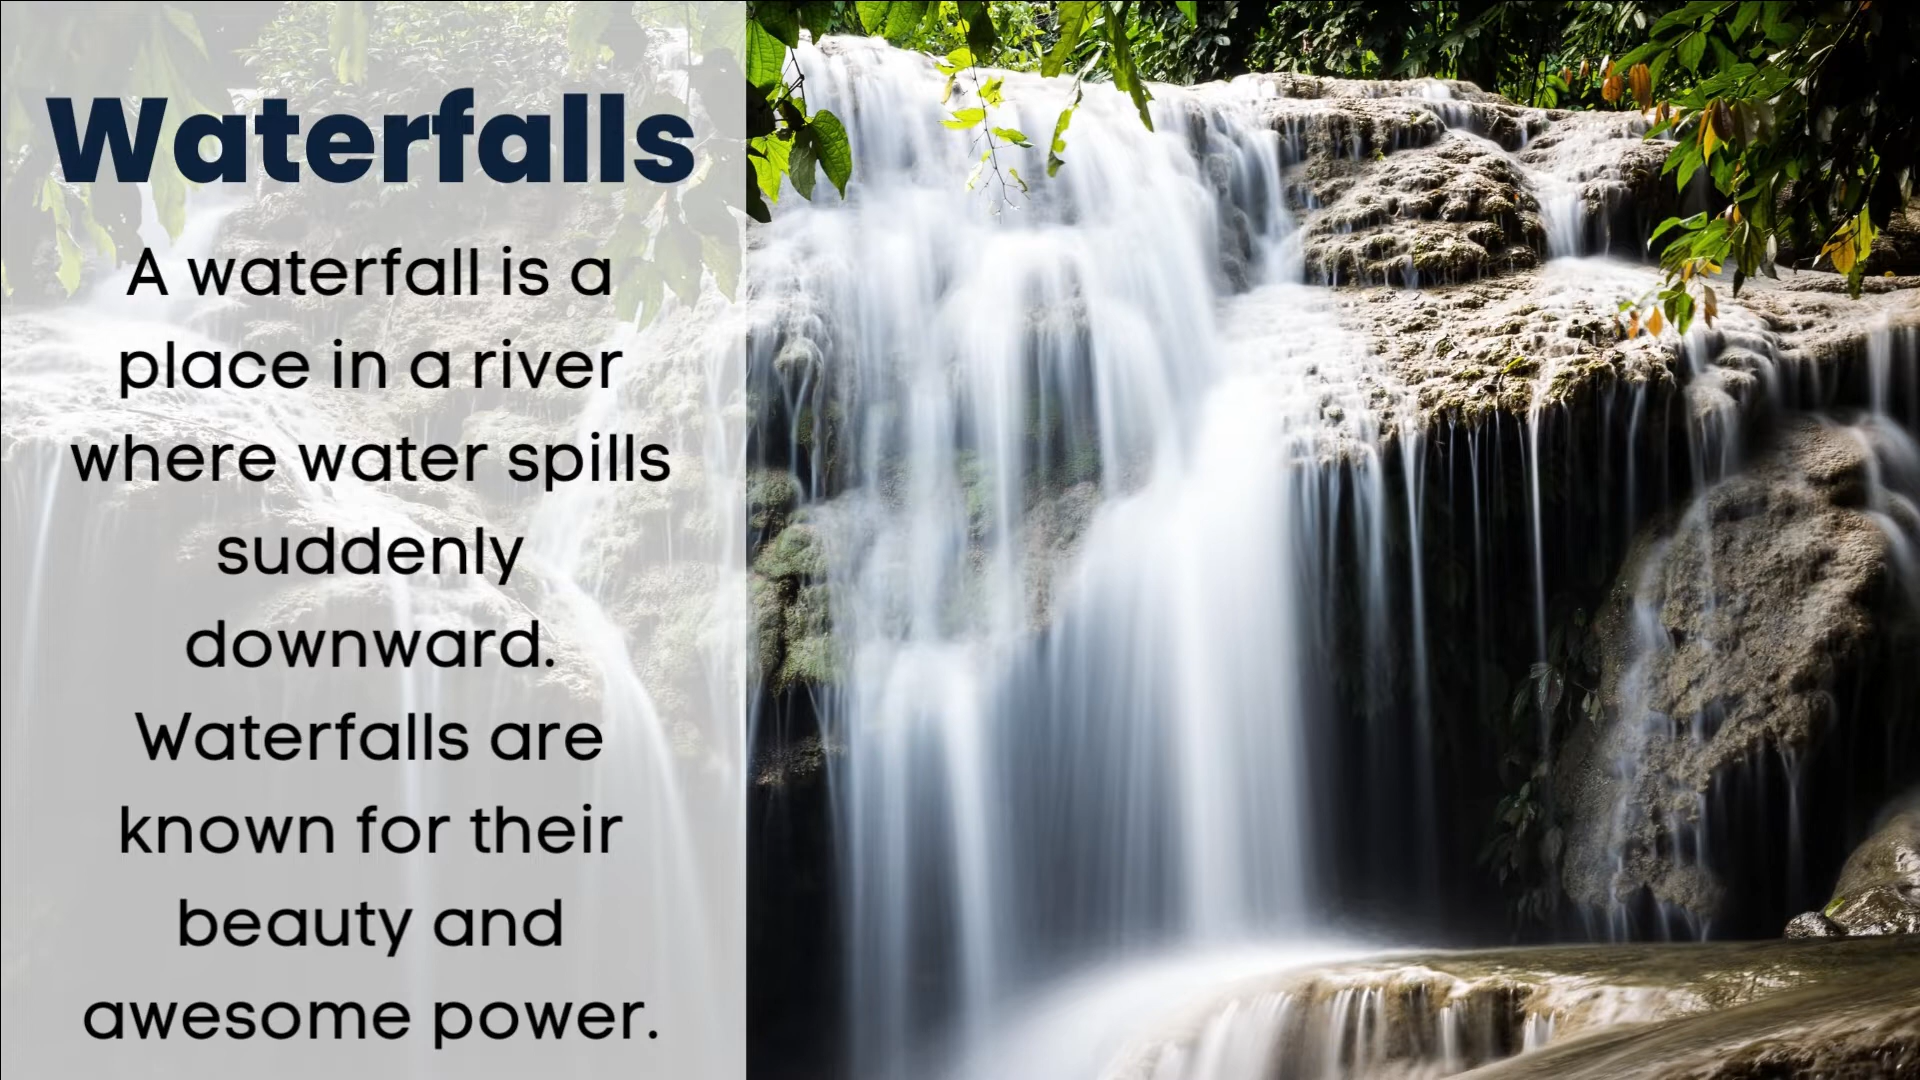 Waterfalls
A waterfall is a
place in a river
where water spills
suddenly
downward.
Waterfalls are
known for their
beauty and
awesome power.